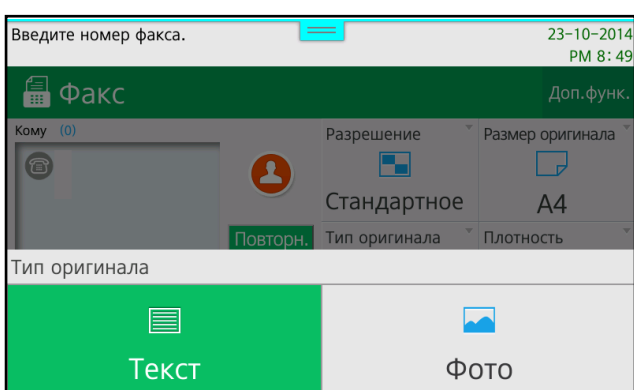 Введите номер факса.
23-10-2014
PM 8:49
Факс
Доп.функ.
Кому (0)
Разрешение
Размер оригинала
Стандартное
A4
Повторн.
Тип оригинала
Плотность
Тип оригинала
Текст
Фото